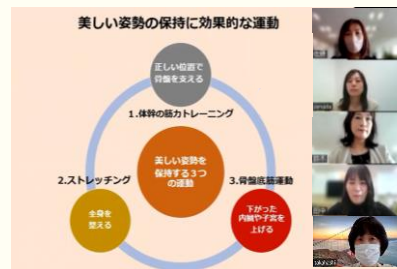 美しい姿勢の保持に効果的な運動
正しい位置で
骨盤を支える
1.体幹の筋力トレーニング
美しい姿勢を
保持する3つ
の運動
2.ストレッチング
3.骨盤底筋運動
全身を
整える
下がった
内臓や子宮を
上げる
takahashi